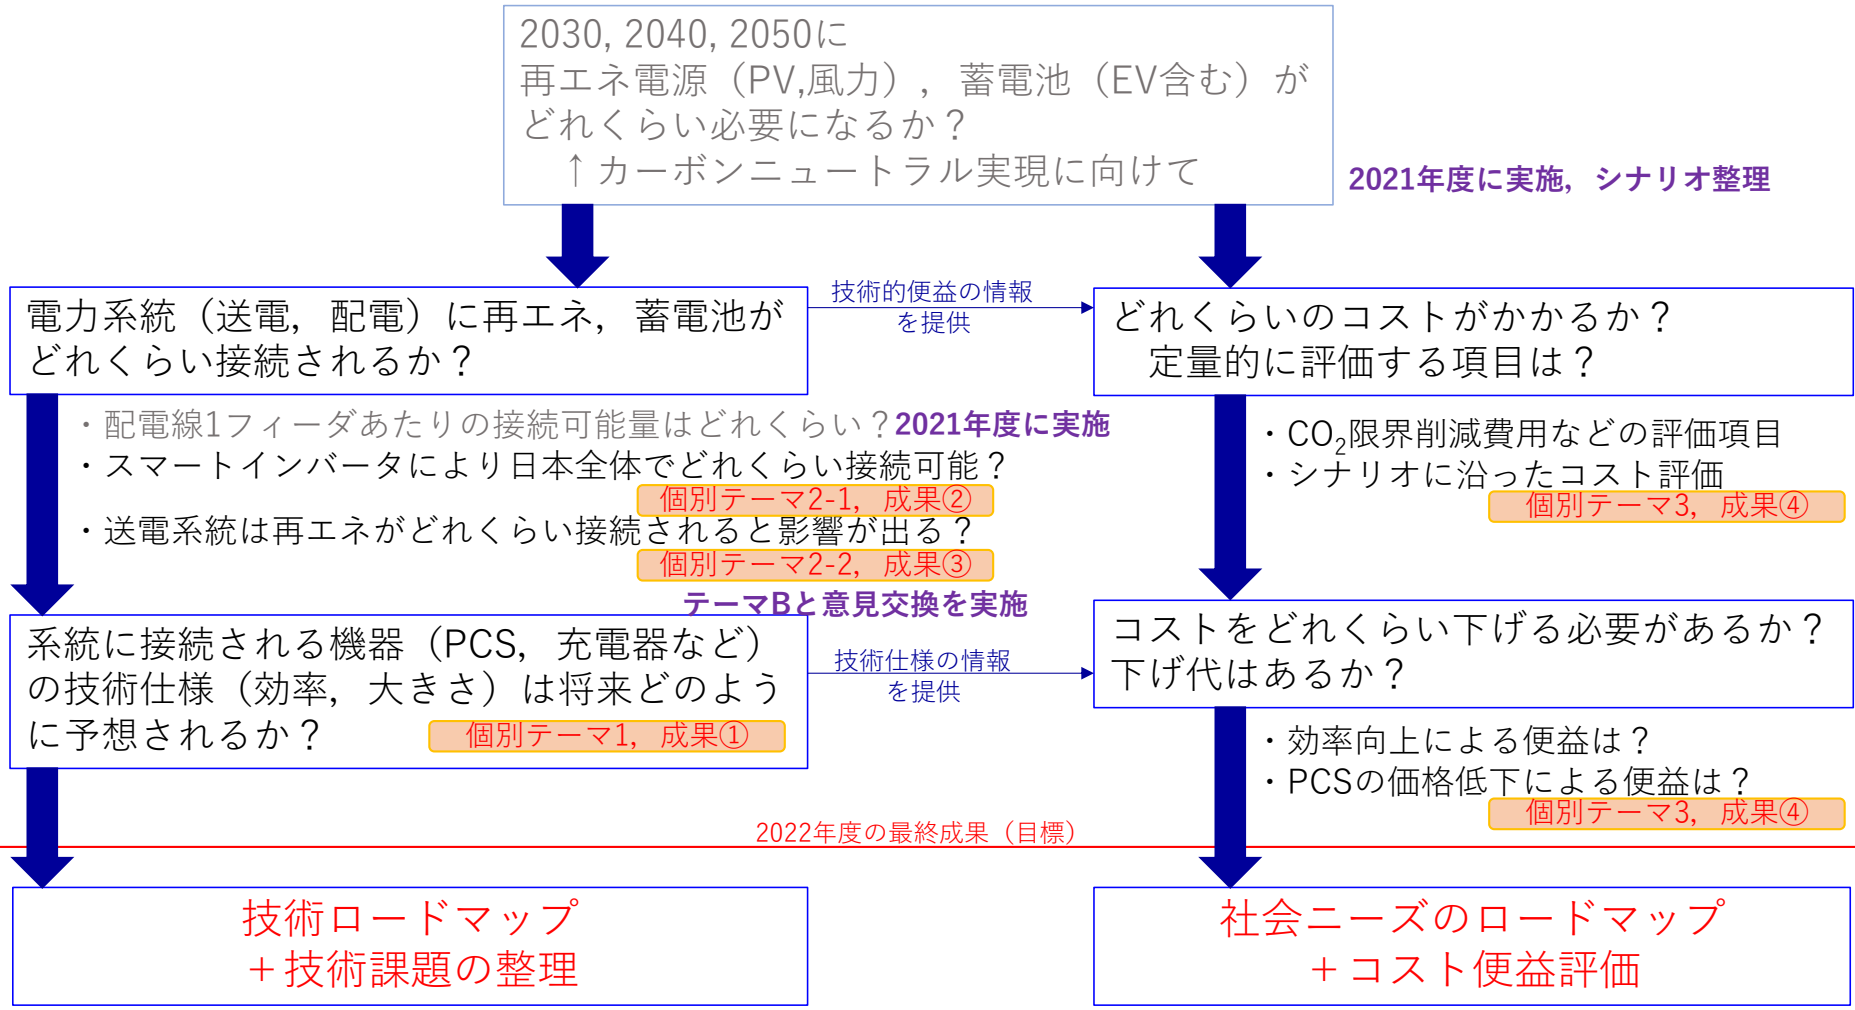 2030, 2040, 2050に
再エネ電源（PV,風力），蓄電池（EV含む）が
どれくらい必要になるか？
↑カーボンニュートラル実現に向けて
2021年度に実施，シナリオ整理
電力系統（送電，配電）に再エネ，蓄電池が
どれくらい接続されるか？
技術的便益の情報
を提供
どれくらいのコストがかかるか？
定量的に評価する項目は？
・配電線1フィーダあたりの接続可能量はどれくらい？2021年度に実施
・スマートインバータにより日本全体でどれくらい接続可能？
個別テーマ2-1，成果②
・送電系統は再エネがどれくらい接続されると影響が出る？
個別テーマ2-2，成果③
テーマBと意見交換を実施
・CO₂限界削減費用などの評価項目
・シナリオに沿ったコスト評価
個別テーマ3，成果④
系統に接続される機器（PCS，充電器など）
の技術仕様（効率，大きさ）は将来どのよう
に予想されるか？
個別テーマ1，成果①
技術仕様の情報
を提供
コストをどれくらい下げる必要があるか？
下げ代はあるか？
・効率向上による便益は？
・PCSの価格低下による便益は？
個別テーマ3，成果④
2022年度の最終成果（目標）
技術ロードマップ
＋技術課題の整理
社会ニーズのロードマップ
＋コスト便益評価